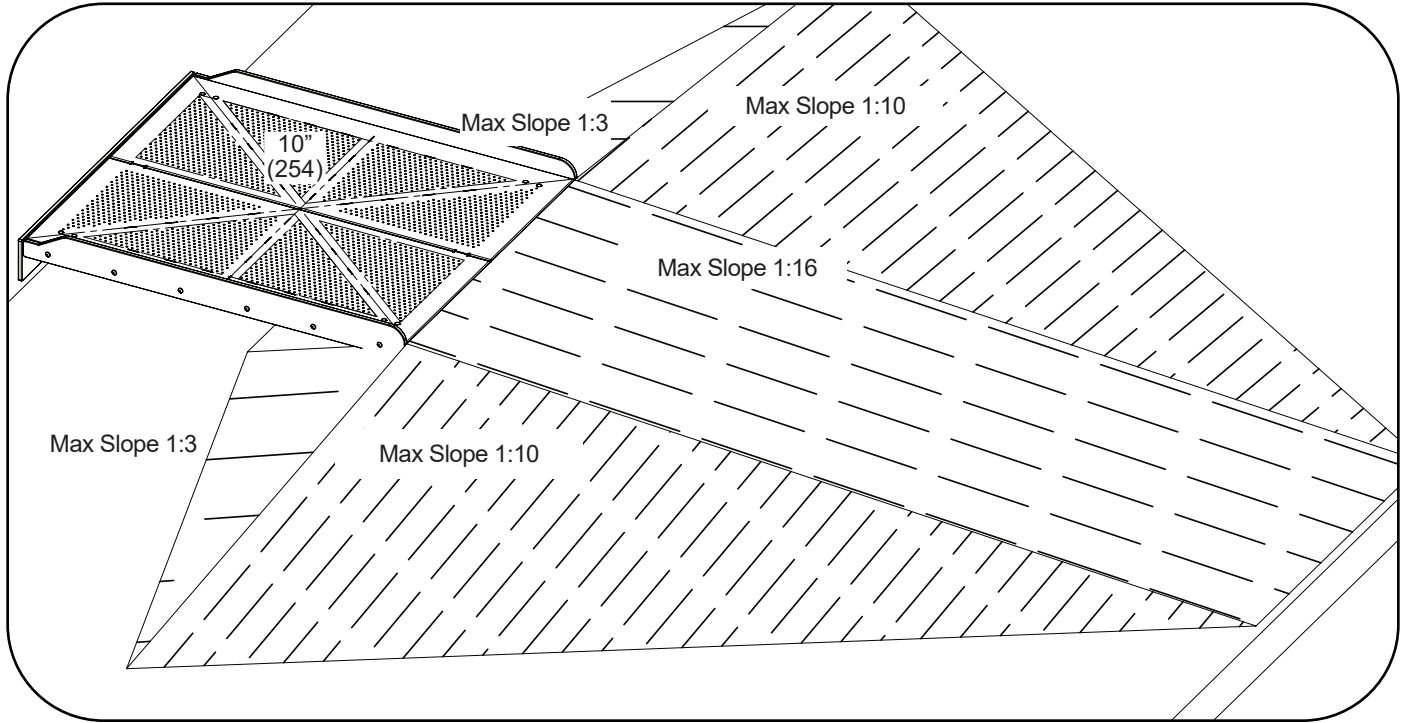 Max Slope 1:10
Max Slope 1:3
10”
(254)
Max Slope 1:16
Max Slope 1:3
Max Slope 1:10